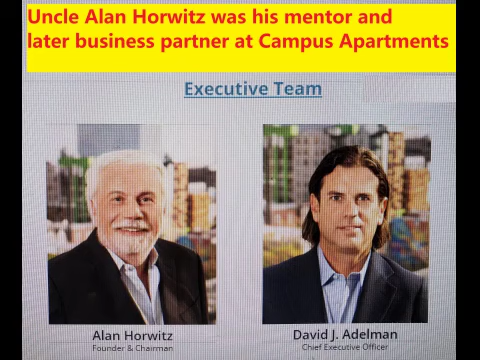 Uncle Alan Horwitz was his mentor and
later business partner at Campus Apartments
Executive Team
Alan Horwitz
Founder & Chairman
David J. Adelman
Chief Executive Officer